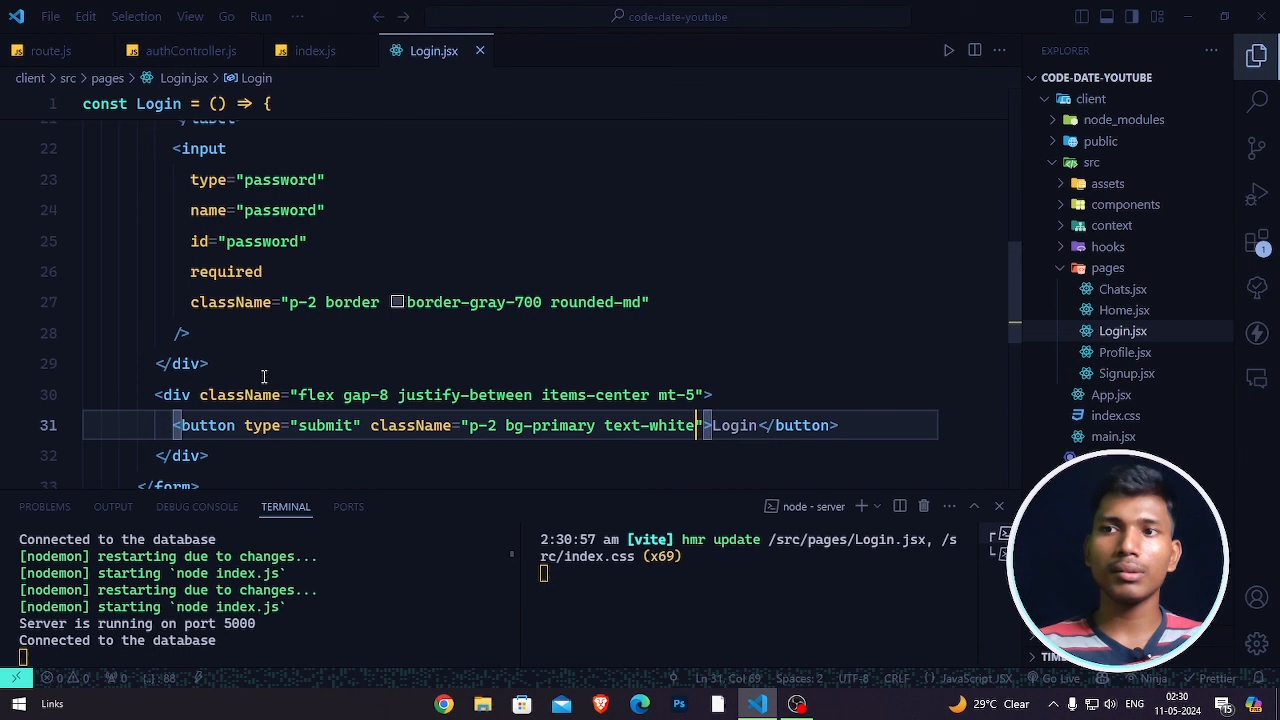 File Edit Selection View Go Run ··· code-date-youtube
route.js authController.js index.js Login.jsx
EXPLORER
client > src > pages > Login.jsx > Login
1 const Login = () => {
22 <input
23 type="password"
24 name="password"
25 id="password"
26 required
27 className="p-2 border border-gray-700 rounded-md"
28 />
29 </div>
30 <div className="flex gap-8 justify-between items-center mt-5">
31 <button type="submit" className="p-2 bg-primary text-white">Login</button>
32 </div>
33 </form>
CODE-DATE-YOUTUBE
client
node_modules
public
src
assets
components
context
hooks
pages
Chats.jsx
Home.jsx
Login.jsx
Profile.jsx
Signup.jsx
App.jsx
index.css
main.jsx
1
PROBLEMS OUTPUT DEBUG CONSOLE TERMINAL PORTS
node - server
Connected to the database
[nodemon] restarting due to changes...
[nodemon] starting `node index.js`
[nodemon] restarting due to changes...
[nodemon] starting `node index.js`
Server is running on port 5000
Connected to the database
2:30:57 am [vite] hmr update /src/pages/Login.jsx, /s
rc/index.css (x69)
0 0 0 {..}: 88 Ln 31, Col 69 Spaces: 2 UTF-8 CRLF {} JavaScript JSX Go Live Ninja Prettier
Links 29°C Clear ENG 02:30
11-05-2024